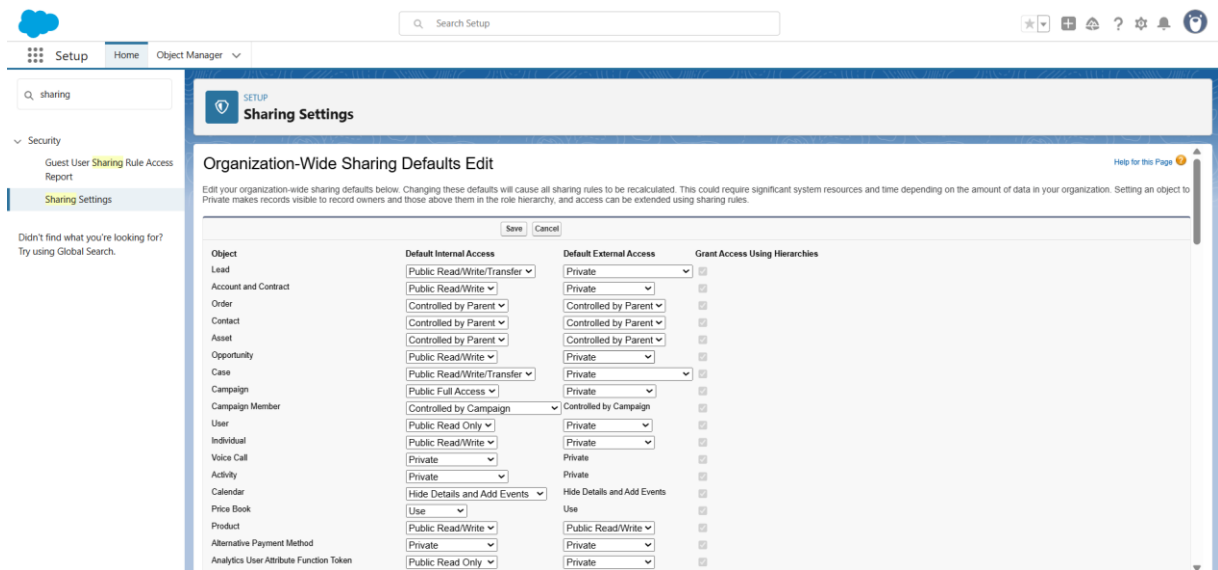 Search Setup
Setup
Home
Object Manager
sharing
SETUP
Sharing Settings
Security
Guest User Sharing Rule Access
Report
Sharing Settings
Didn't find what you're looking for?
Try using Global Search.
Organization-Wide Sharing Defaults Edit
Help for this Page ?
Edit your organization-wide sharing defaults below. Changing these defaults will cause all sharing rules to be recalculated. This could require significant system resources and time depending on the amount of data in your organization. Setting an object to
Private makes records visible to record owners and those above them in the role hierarchy, and access can be extended using sharing rules.
Save Cancel
Object Default Internal Access Default External Access Grant Access Using Hierarchies
Lead Public Read/Write/Transfer Private
Account and Contract Public Read/Write Private
Order Controlled by Parent Controlled by Parent
Contact Controlled by Parent Controlled by Parent
Asset Controlled by Parent Controlled by Parent
Opportunity Public Read/Write Private
Case Public Read/Write/Transfer Private
Campaign Public Full Access Private
Campaign Member Controlled by Campaign Controlled by Campaign
User Public Read Only Private
Individual Public Read/Write Private
Voice Call Private Private
Activity Private Private
Calendar Hide Details and Add Events Hide Details and Add Events
Price Book Use Use
Product Public Read/Write Public Read/Write
Alternative Payment Method Private Private
Analytics User Attribute Function Token Public Read Only Private